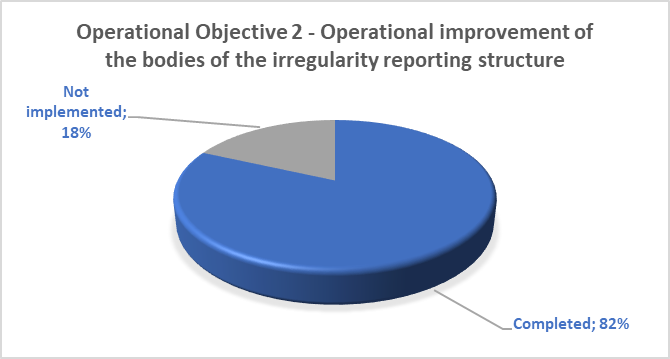 Operational Objective 2 - Operational improvement of
the bodies of the irregularity reporting structure
Not
implemented;
18%
Completed; 82%